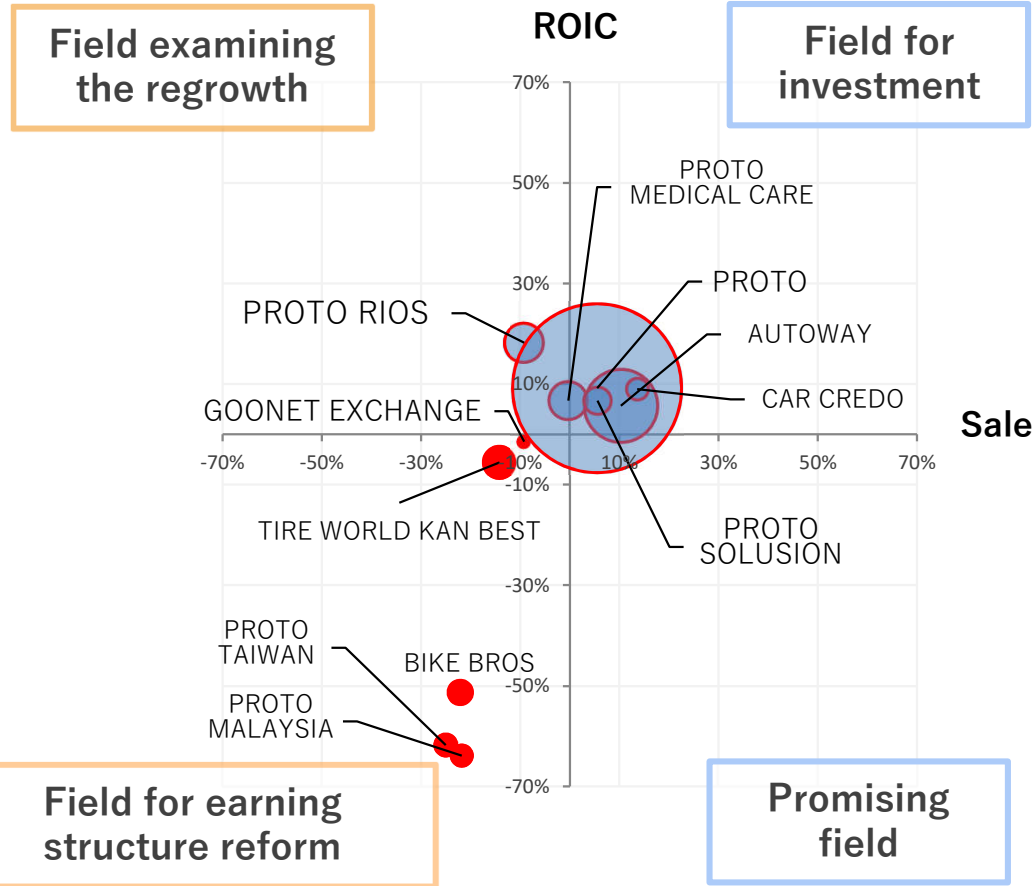 ROIC
Field examining
the regrowth
Field for
investment
70%
50%
30%
10%
-10%
-30%
-50%
-70%
PROTO
MEDICAL CARE
PROTO
PROTO RIOS
AUTOWAY
GOONET EXCHANGE
CAR CREDO
Sale
-70%
-50%
-30%
-10%
10%
30%
50%
70%
TIRE WORLD KAN BEST
PROTO
SOLUSION
PROTO
TAIWAN
BIKE BROS
PROTO
MALAYSIA
Field for earning
structure reform
Promising
field